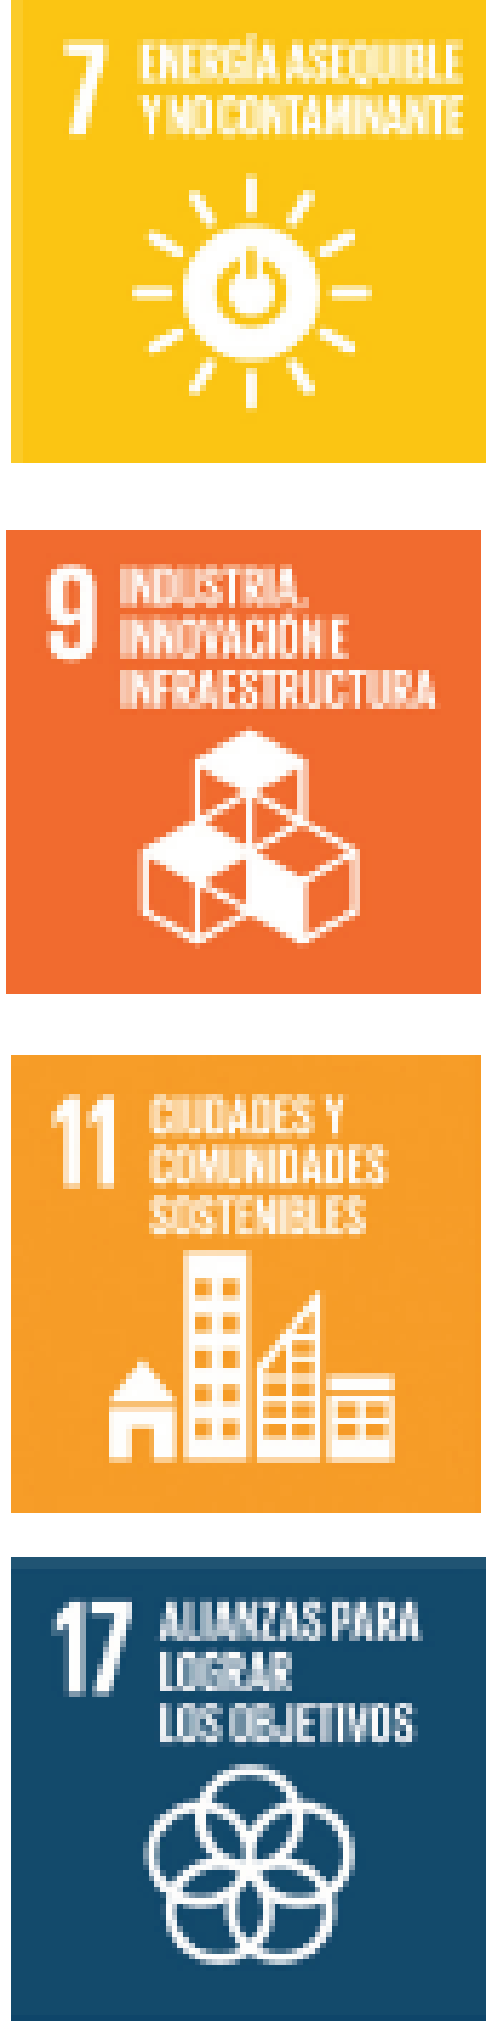 7
ENERGÍA ASEQUIBLE
Y NO CONTAMINANTE
9
INDUSTRIA,
INNOVACIÓN E
INFRAESTRUCTURA
11
CIUDADES Y
COMUNIDADES
SOSTENIBLES
17
ALIANZAS PARA
LOGRAR
LOS OBJETIVOS